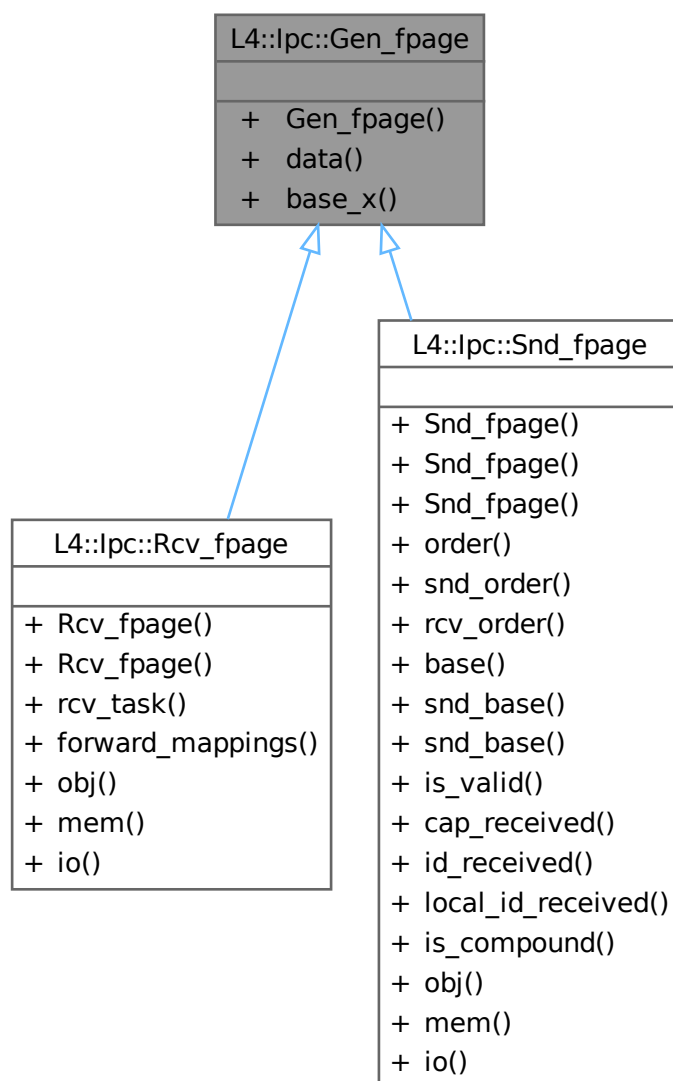 L4::Ipc::Gen_fpage
+ Gen_fpage()
+ data()
+ base_x()
L4::Ipc::Rcv_fpage
+ Rcv_fpage()
+ Rcv_fpage()
+ rcv_task()
+ forward_mappings()
+ obj()
+ mem()
+ io()
L4::Ipc::Snd_fpage
+ Snd_fpage()
+ Snd_fpage()
+ Snd_fpage()
+ order()
+ snd_order()
+ rcv_order()
+ base()
+ snd_base()
+ snd_base()
+ is_valid()
+ cap_received()
+ id_received()
+ local_id_received()
+ is_compound()
+ obj()
+ mem()
+ io()